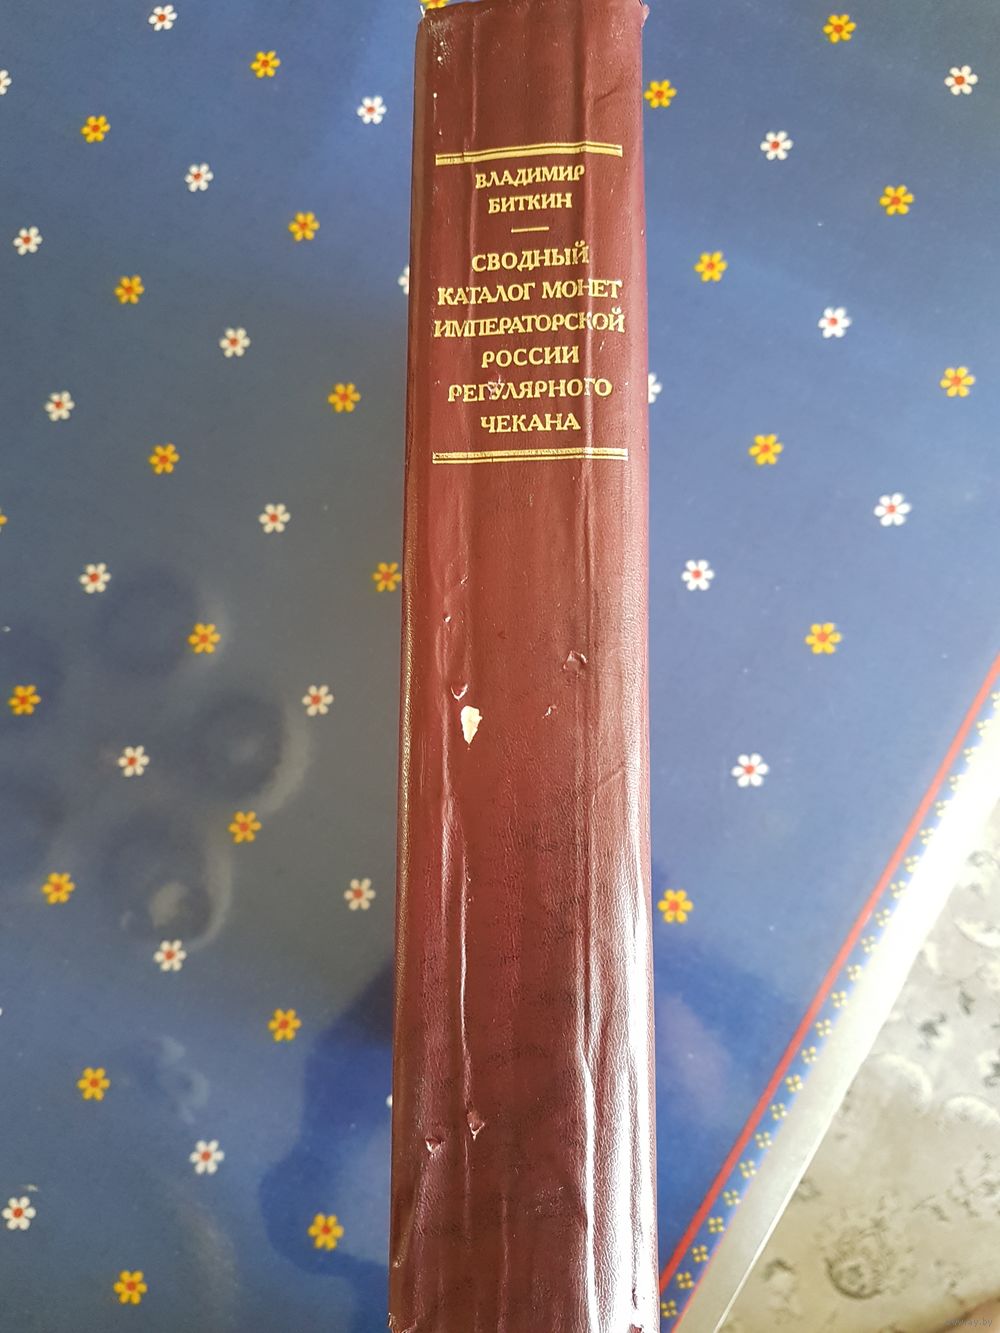 ВЛАДИМИР
БИТКИН
СВОДНЫЙ
КАТАЛОГ МОНЕТ
ИМПЕРАТОРСКОЙ
РОССИИ
РЕГУЛЯРНОГО
ЧЕКАНА